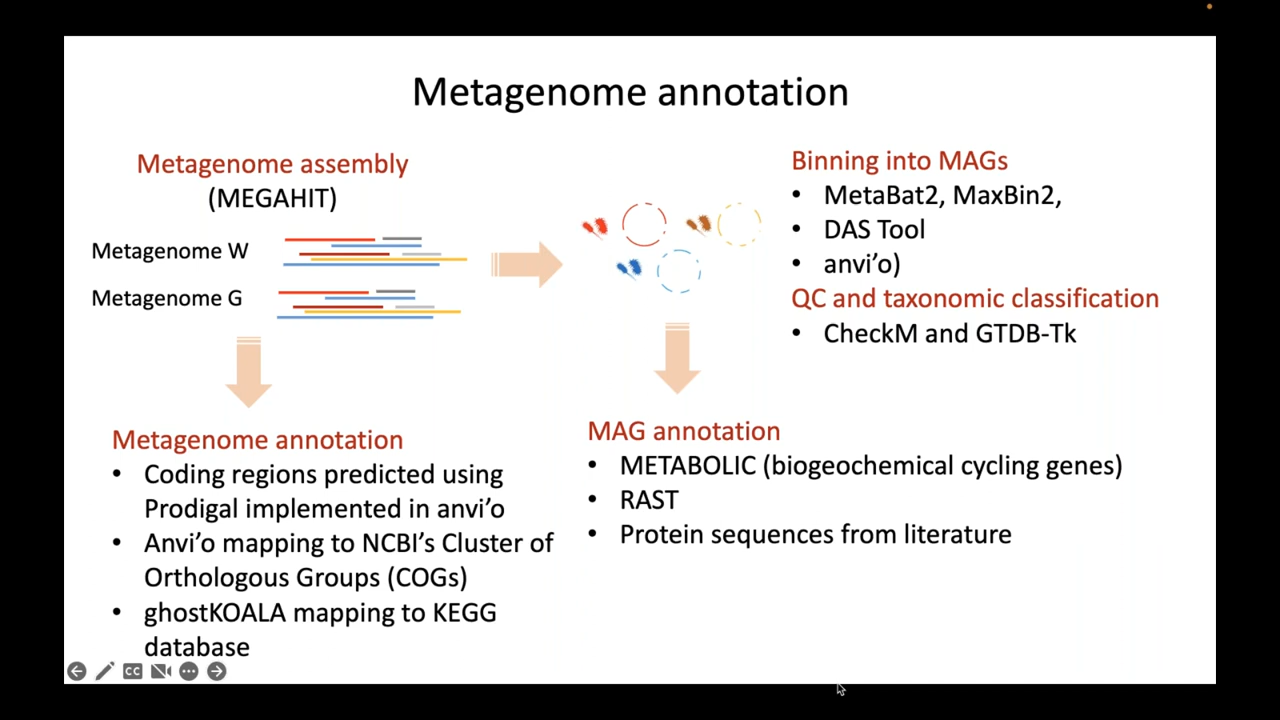 Metagenome annotation
Metagenome assembly
(MEGAHIT)
Metagenome W
Metagenome G
Binning into MAGs
• MetaBat2, MaxBin2,
• DAS Tool
• anvi’o)
QC and taxonomic classification
• CheckM and GTDB-Tk
Metagenome annotation
• Coding regions predicted using
Prodigal implemented in anvi’o
• Anvi’o mapping to NCBI’s Cluster of
Orthologous Groups (COGs)
• ghostKOALA mapping to KEGG
database
MAG annotation
• METABOLIC (biogeochemical cycling genes)
• RAST
• Protein sequences from literature
CC